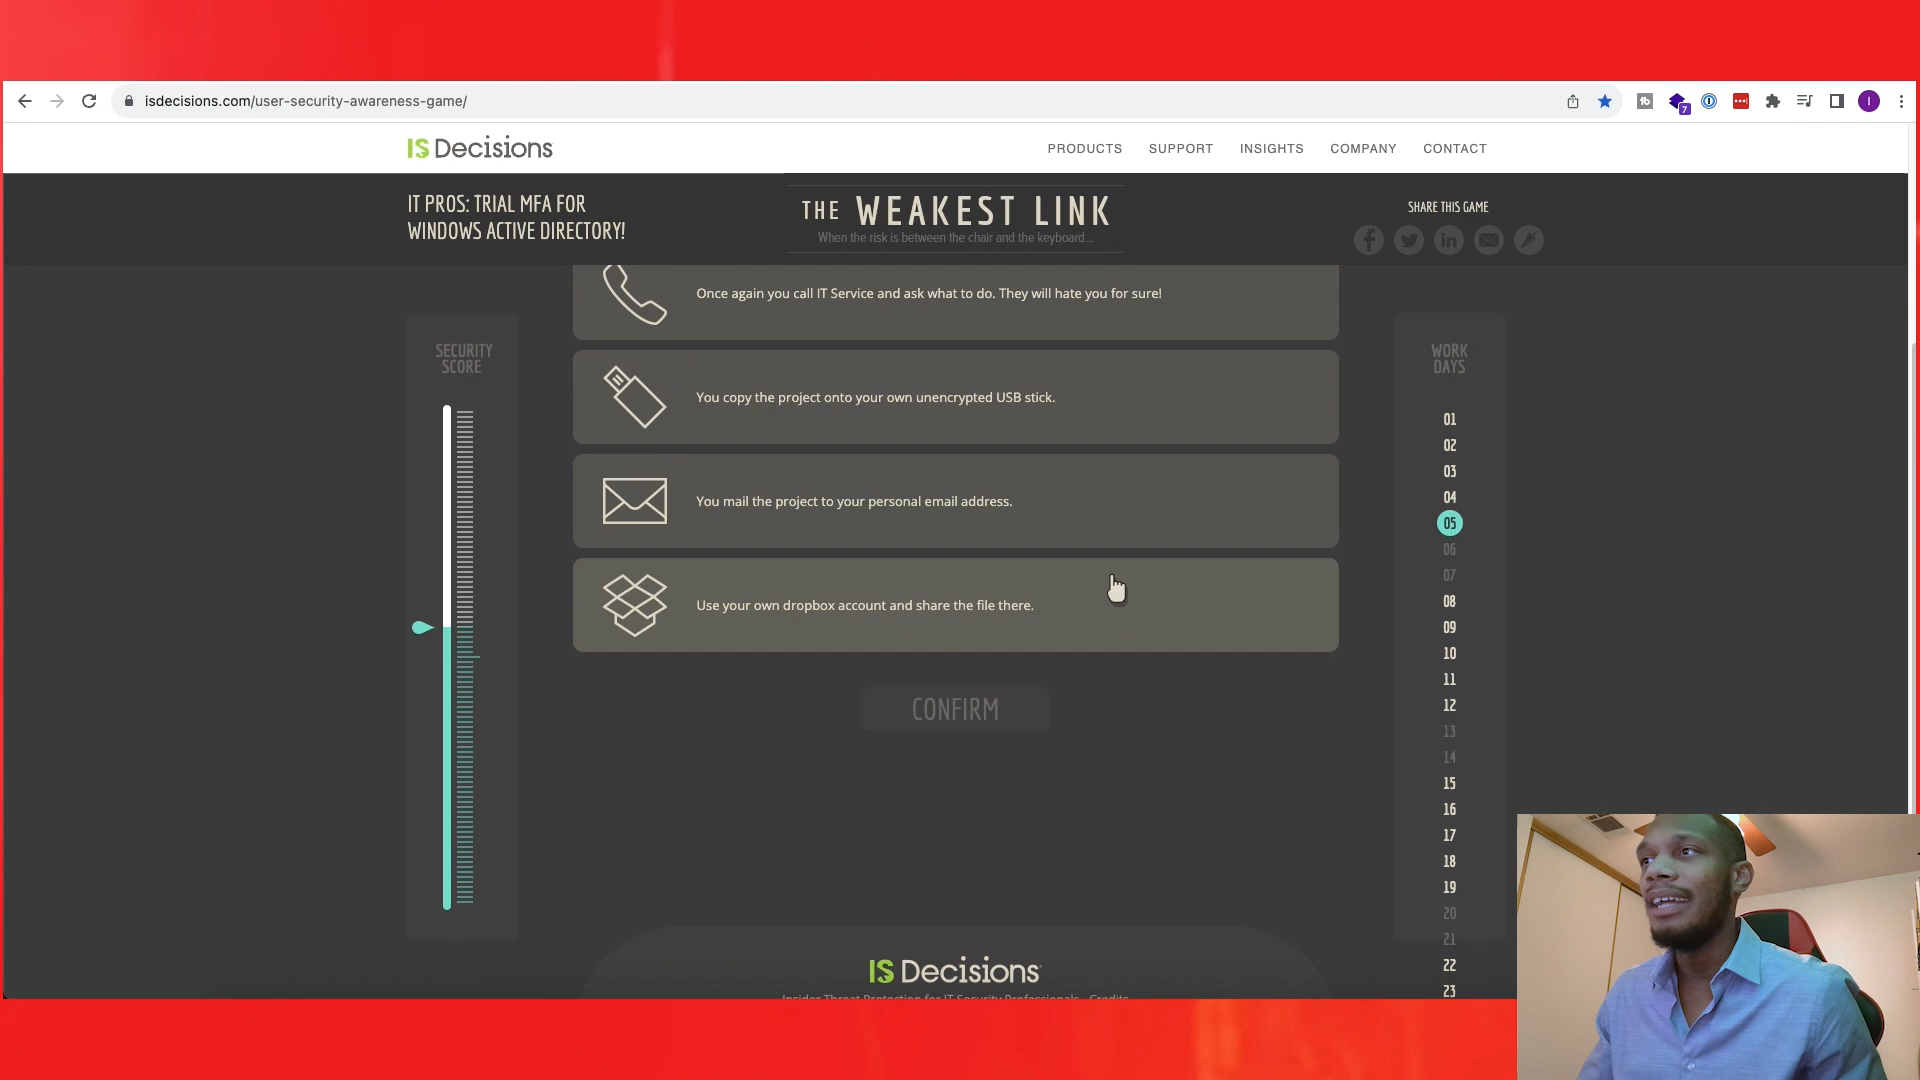 isdecisions.com/user-security-awareness-game/
7
I
IS Decisions
PRODUCTS SUPPORT INSIGHTS COMPANY CONTACT
IT PROS: TRIAL MFA FOR
WINDOWS ACTIVE DIRECTORY!
THE WEAKEST LINK
When the risk is between the chair and the keyboard...
SHARE THIS GAME
Once again you call IT Service and ask what to do. They will hate you for sure!
You copy the project onto your own unencrypted USB stick.
You mail the project to your personal email address.
Use your own dropbox account and share the file there.
CONFIRM
SECURITY
SCORE
WORK
DAYS
01
02
03
04
05
06
07
08
09
10
11
12
13
14
15
16
17
18
19
20
21
22
23
IS Decisions
Insider Threat Protection for IT Security Professionals - Credits